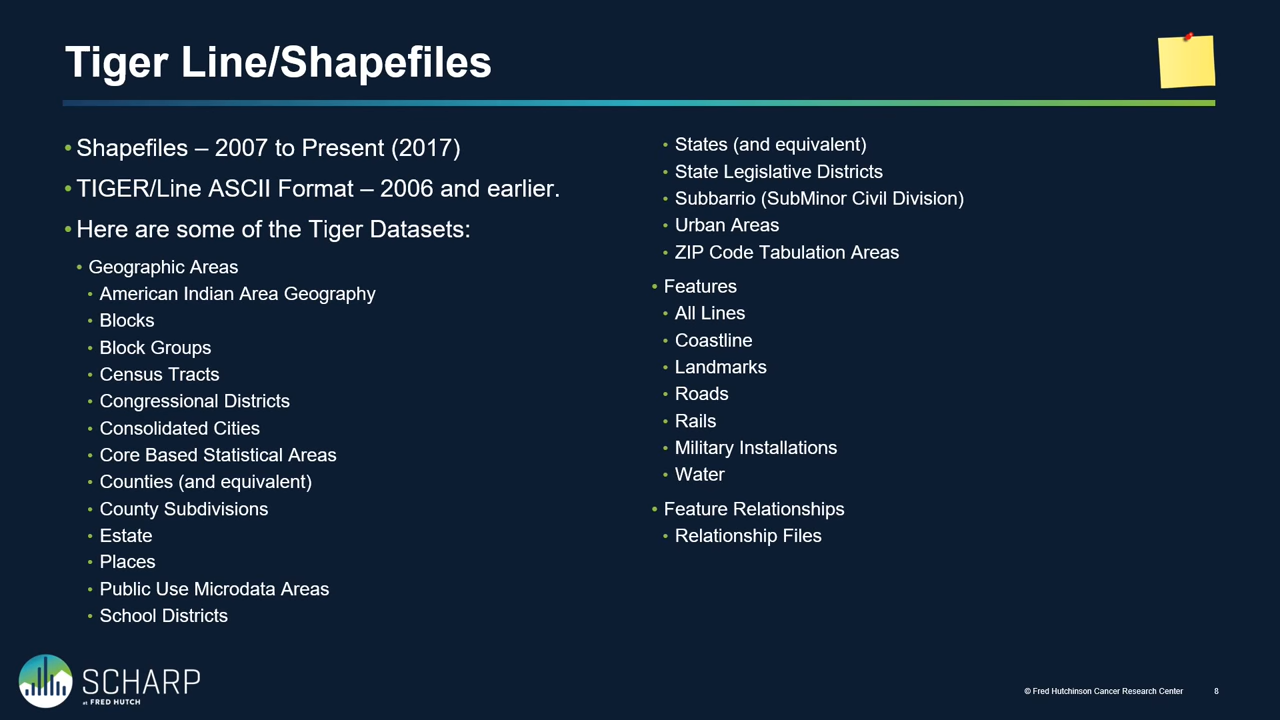 Tiger Line/Shapefiles
• Shapefiles – 2007 to Present (2017)
• TIGER/Line ASCII Format – 2006 and earlier.
• Here are some of the Tiger Datasets:
• Geographic Areas
• American Indian Area Geography
• Blocks
• Block Groups
• Census Tracts
• Congressional Districts
• Consolidated Cities
• Core Based Statistical Areas
• Counties (and equivalent)
• County Subdivisions
• Estate
• Places
• Public Use Microdata Areas
• School Districts
• States (and equivalent)
• State Legislative Districts
• Subbarrio (SubMinor Civil Division)
• Urban Areas
• ZIP Code Tabulation Areas
• Features
• All Lines
• Coastline
• Landmarks
• Roads
• Rails
• Military Installations
• Water
• Feature Relationships
• Relationship Files
SCHARP
at FRED HUTCH
© Fred Hutchinson Cancer Research Center
8